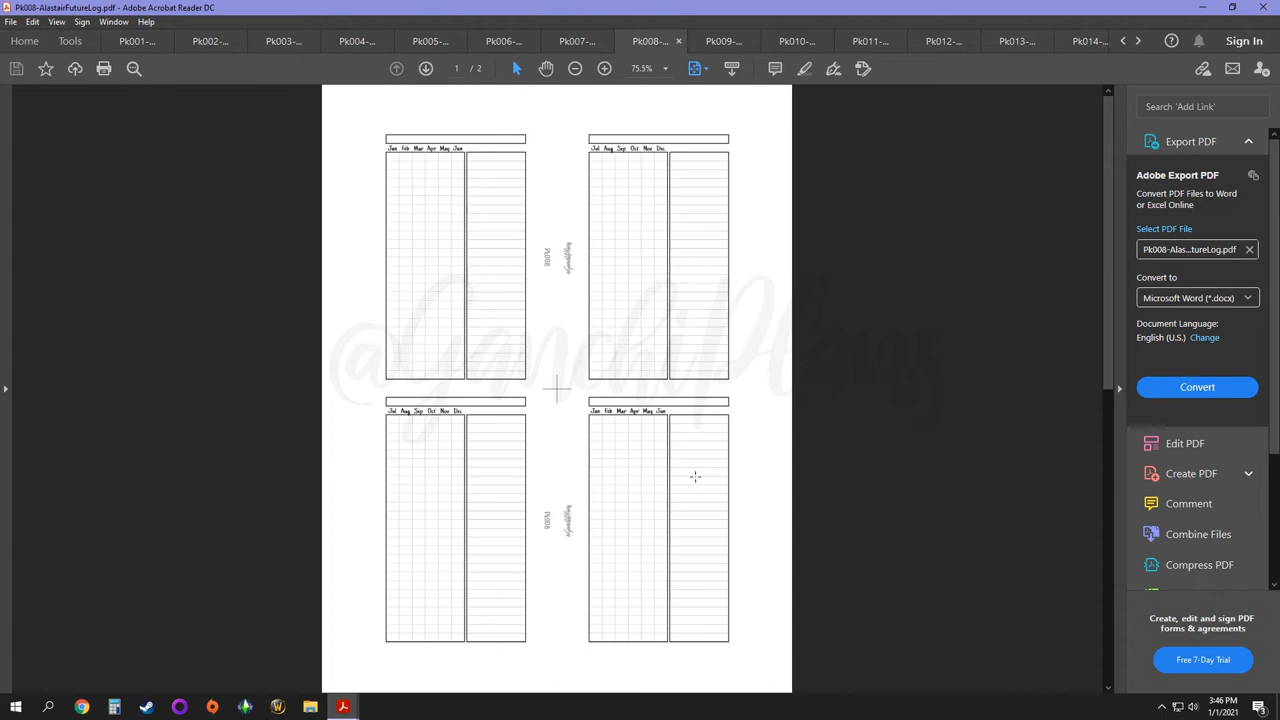 Pk008-AlastairFutureLog.pdf - Adobe Acrobat Reader DC
File Edit View Sign Window Help
Home Tools Pk001-... Pk002-... Pk003-... Pk004-... Pk005-... Pk006-... Pk007-... Pk008-... Pk009-... Pk010-... Pk011-... Pk012-... Pk013-... Pk014-... Sign In
1 / 2 75.5%
Search 'Add Link'
Export PDF
Adobe Export PDF
Convert PDF Files to Word
or Excel Online
Select PDF File
Pk008-Alas...tureLog.pdf
Convert to
Microsoft Word (*.docx)
Document Language:
English (U.S.) Change
Convert
Edit PDF
Create PDF
Comment
Combine Files
Compress PDF
Create, edit and sign PDF
forms & agreements
Free 7-Day Trial
Jan Feb Mar Apr May Jun
Jul Aug Sep Oct Nov Dec
Pk008
@GanchiPlans
Jul Aug Sep Oct Nov Dec
Jan Feb Mar Apr May Jun
Pk008
3:46 PM
1/1/2021
3